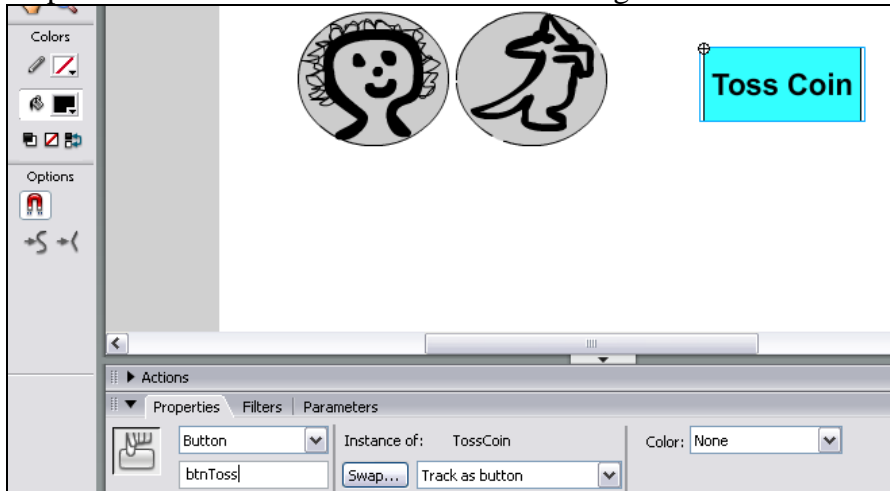 Colors
Toss Coin
Options
Actions
Properties Filters Parameters
Button Instance of: TossCoin Color: None
btnToss Swap... Track as button